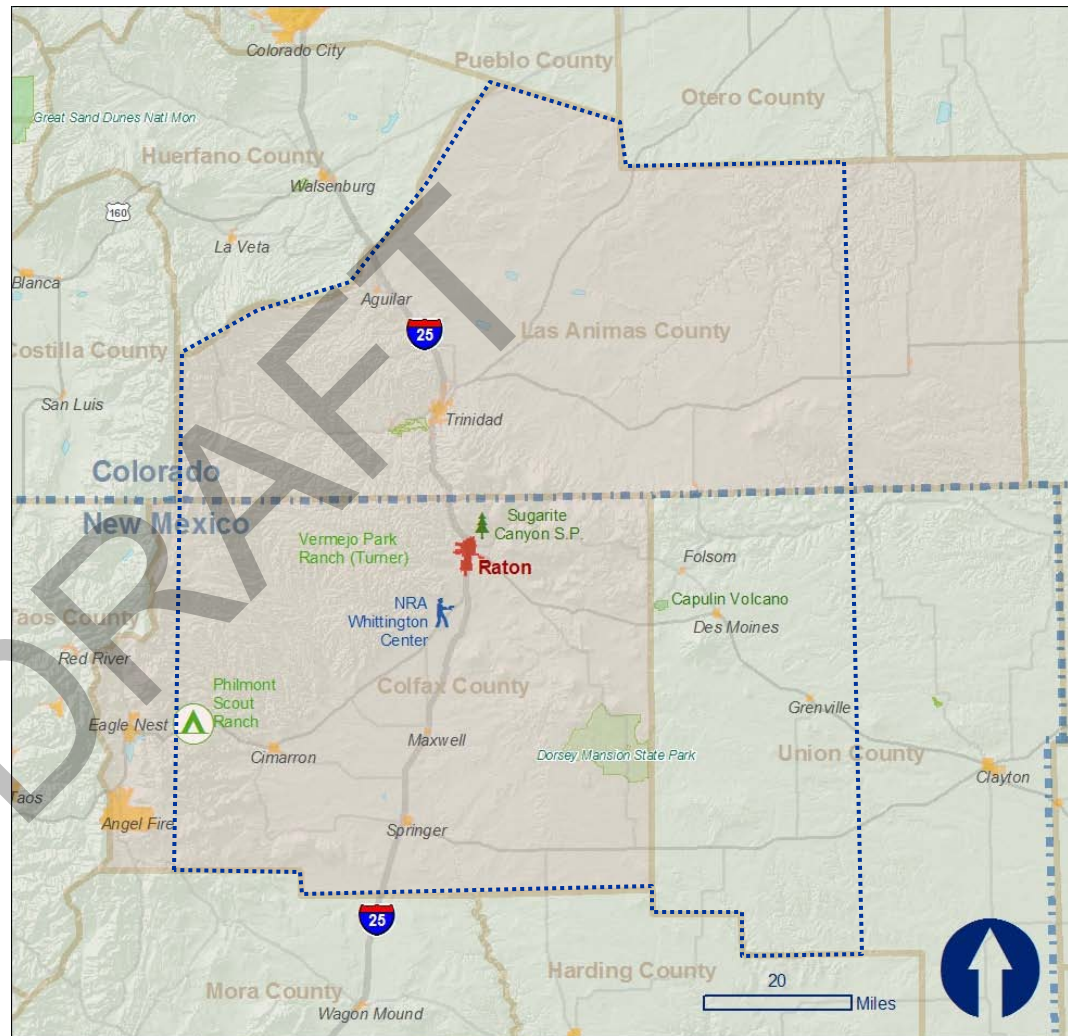 Colorado City
Pueblo County
Otero County
Great Sand Dunes Natl Mon
Huerfano County
Walsenburg
160
La Veta
Blanca
Aguilar
25
Las Animas County
Costilla County
San Luis
Trinidad
Colorado
New Mexico
Sugarite
Canyon S.P.
Vermejo Park
Ranch (Turner)
Raton
Folsom
NRA
Whittington
Center
Capulin Volcano
Des Moines
Taos County
Red River
Philmont
Scout
Ranch
Colfax County
Eagle Nest
Grenville
Cimarron
Maxwell
Dorsey Mansion State Park
Union County
Clayton
Taos
Angel Fire
Springer
25
Harding County
20
Miles
Mora County
Wagon Mound
DRAFT